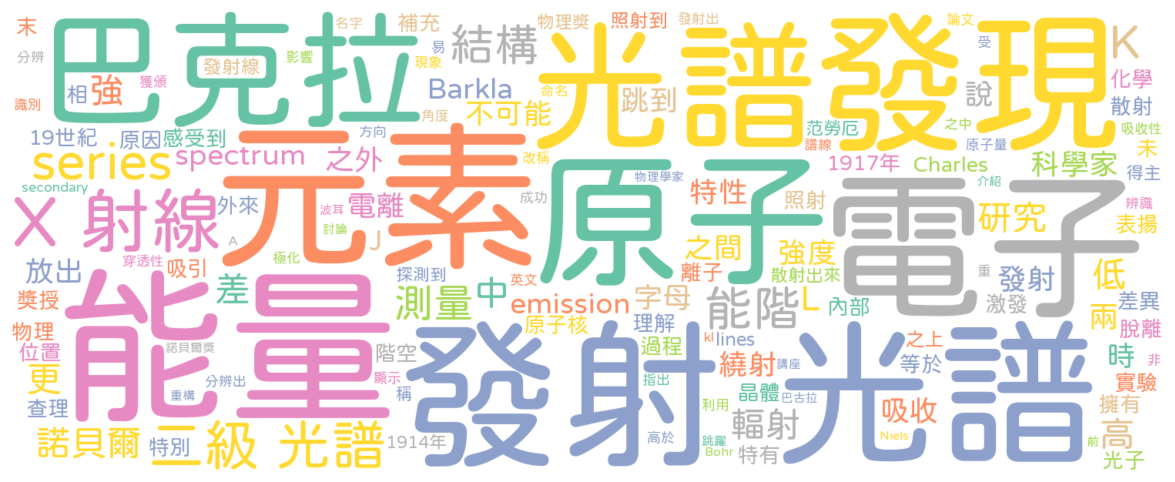 末 巴克拉 名字 補充 結構 物理獎 照射到 發射出 光譜 發現 論文 K
分辨 發射線 影響 易 現象 受 化學
識別 相 強 獲頒 Barkla 命名 跳到 說 散射
角度 不可能
19世紀 原因 感受到 方向 范勞厄 之中 吸收性
譜線 原子量 未
series spectrum 之外 元素 改稱 原子 物理學家 1917年 Charles 科學家 得主
secondary 成功 特性 照射 電子 介紹
X 射線 外來 波耳 電離 研究 辨識 表揚
討論 J
A 之間 強度
放出 穿透性 吸引 極化 探測到 英文 離子 散射出來 重 發射 低
獎授 能量 差 測量 中 emission 字母 能階 L 內部 激發 兩 差異
物理 原子核 理解 kl lines 之上 脫離
位置 諾貝爾獎 階空 發射 過程 繞射 講座 光譜 等於 時 非
更 重構 分辨出 顯示 指出 實驗
查理 稱 晶體 巴古拉 吸收 擁有
諾貝爾 特別 二級 光譜 1914年 高於 利用 輻射 Niels 高
跳躍 前
Bohr 特有 光子